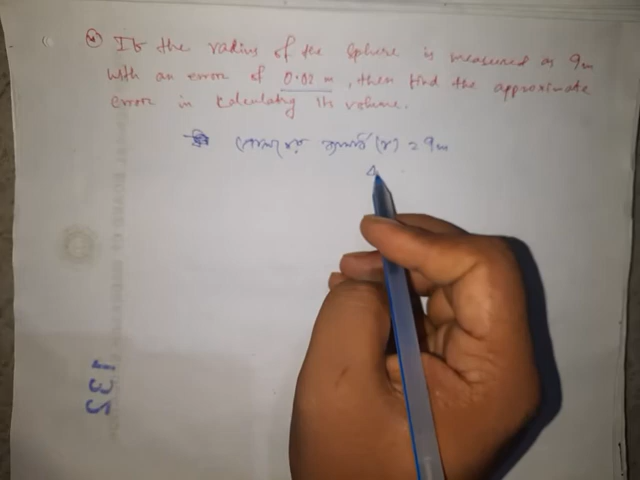 If the radius of the sphere is measured as 9m
with an error of 0.02 m, then find the approximate
error in calculating its volume.
গোলকের ব্যাসার্ধ (r) = 9m
Δ
132